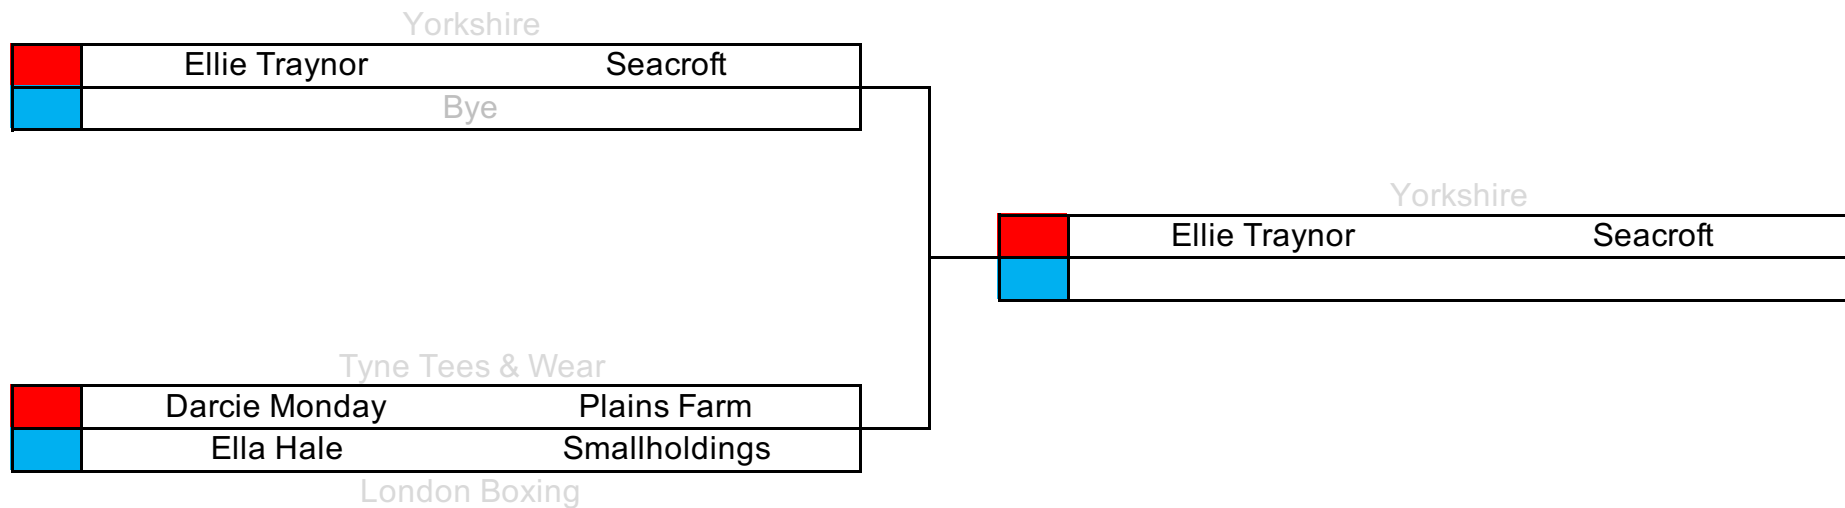 Yorkshire
Ellie Traynor Seacroft
Bye
Yorkshire
Ellie Traynor Seacroft
Tyne Tees & Wear
Darcie Monday Plains Farm
Ella Hale Smallholdings
London Boxing